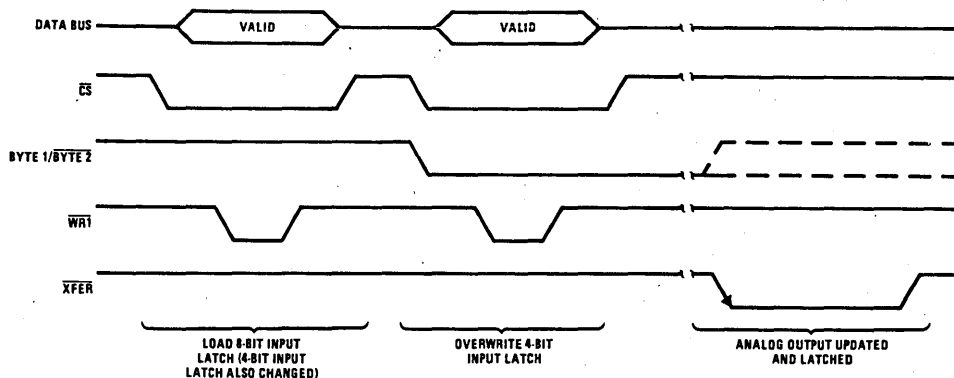 DATA BUS
VALID
VALID
CS
BYTE 1/BYTE 2
WR1
XFER
LOAD 8-BIT INPUT
LATCH (4-BIT INPUT
LATCH ALSO CHANGED)
OVERWRITE 4-BIT
INPUT LATCH
ANALOG OUTPUT UPDATED
AND LATCHED